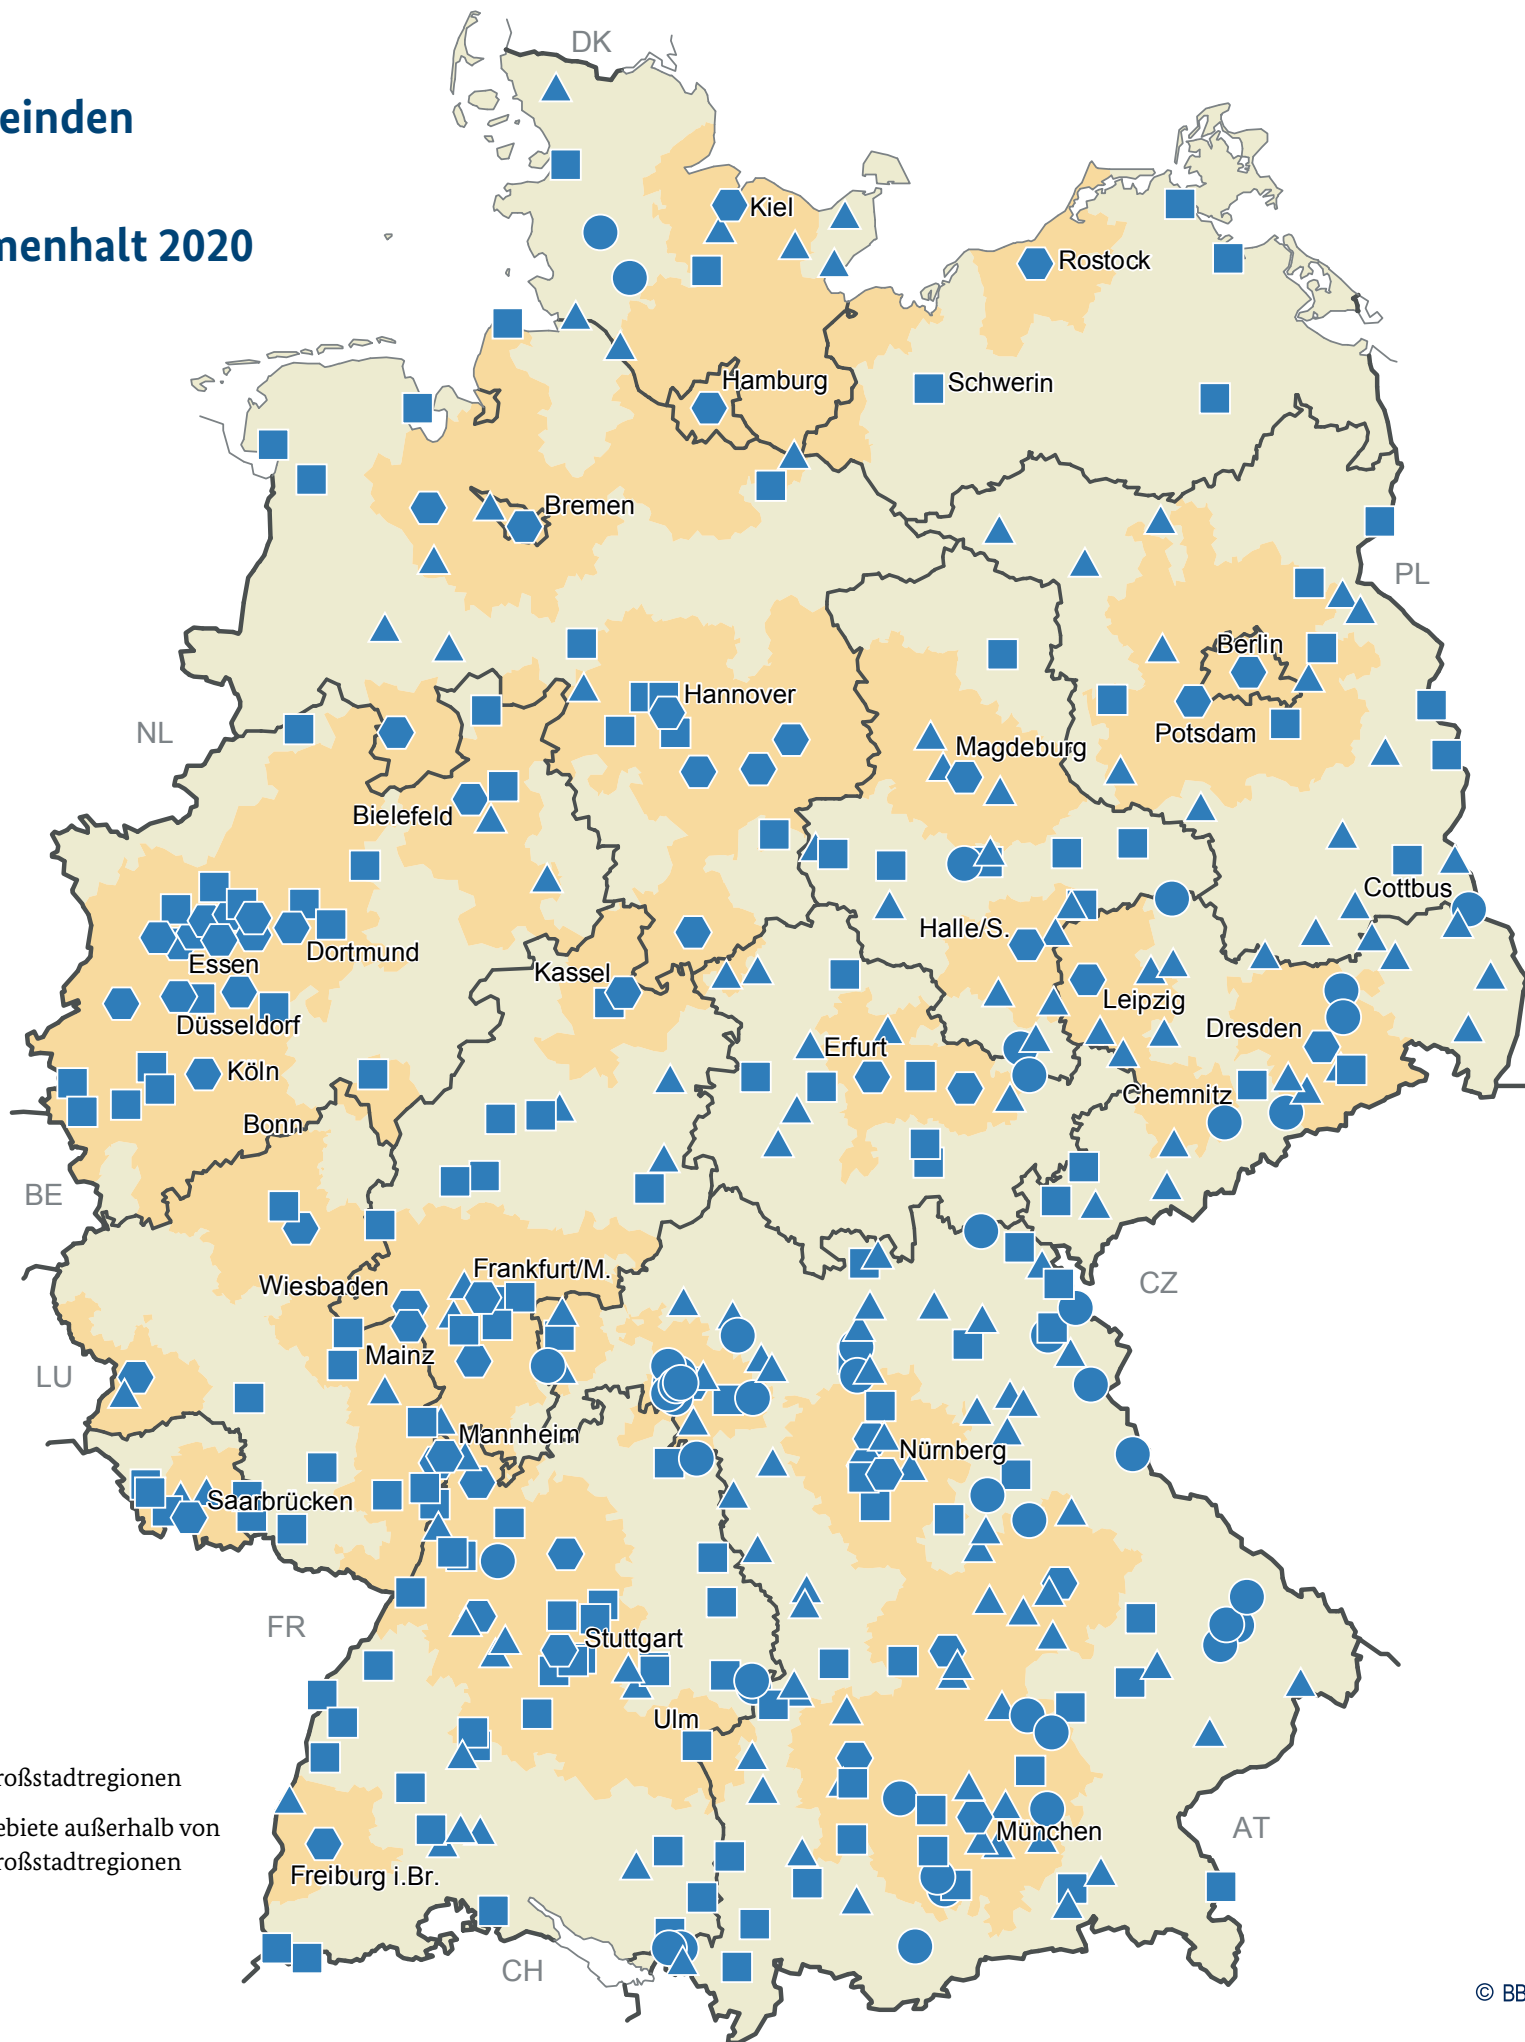 DK
einden
Kiel
menhalt 2020
Rostock
Hamburg
Schwerin
Bremen
PL
Berlin
Hannover
NL
Potsdam
Magdeburg
Bielefeld
Cottbus
Halle/S.
Dortmund
Essen
Kassel
Leipzig
Düsseldorf
Dresden
Erfurt
Köln
Chemnitz
Bonn
BE
Frankfurt/M.
CZ
Wiesbaden
Mainz
LU
Mannheim
Nürnberg
Saarbrücken
FR
Stuttgart
Ulm
roßstadtregionen
ebiete außerhalb von
AT
München
roßstadtregionen
Freiburg i.Br.
CH
© BB